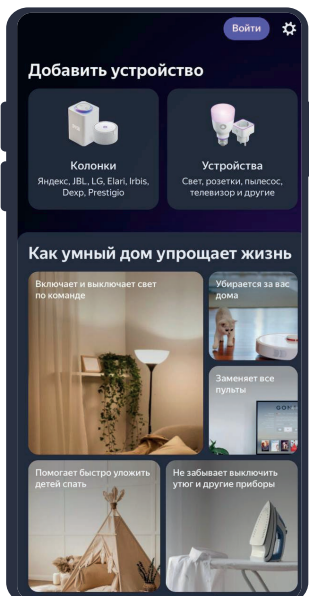 Войти
Добавить устройство
Колонки
Яндекс, JBL, LG, Elari, Irbis,
Dexp, Prestigio
Устройства
Свет, розетки, пылесос,
телевизор и другие
Как умный дом упрощает жизнь
Включает и выключает свет
по команде
Убирается за вас
дома
Заменяет все
пульты
Помогает быстро уложить
детей спать
Не забывает выключить
утюг и другие приборы